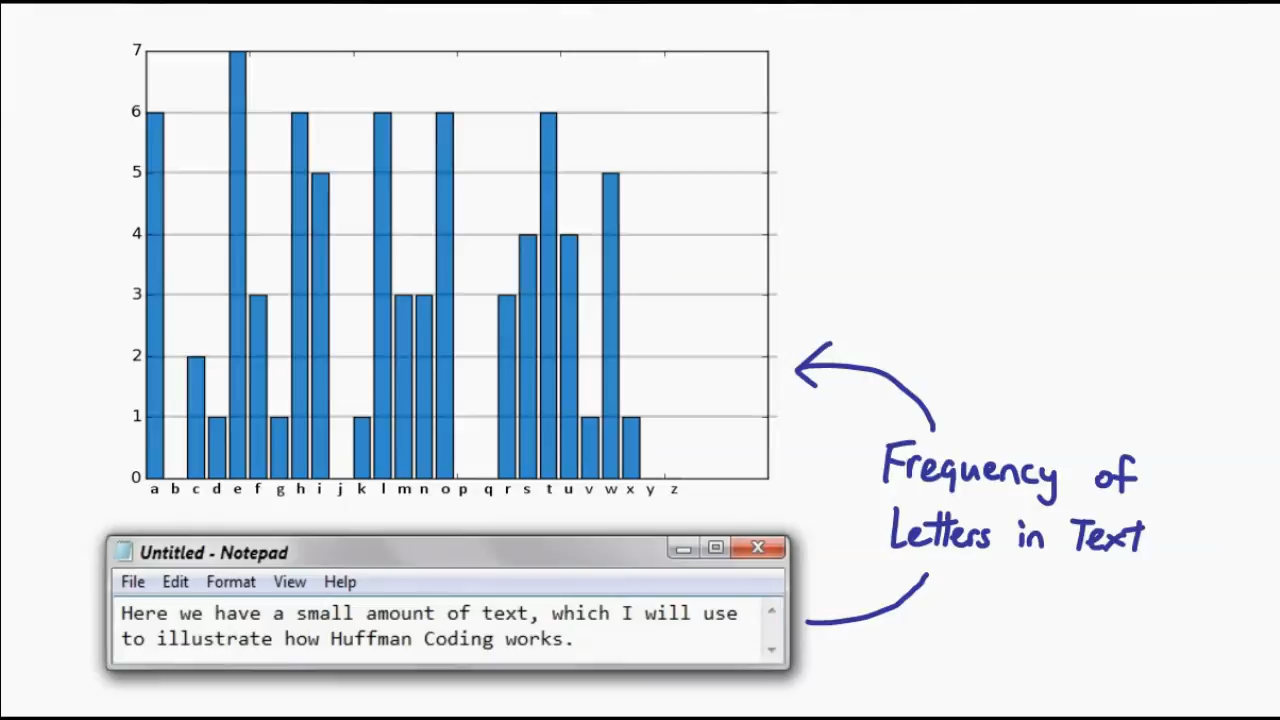 7
6
5
4
3
2
1
0
a b c d e f g h i j k l m n o p q r s t u v w x y z
Frequency of
Letters in Text
Untitled - Notepad
File Edit Format View Help
Here we have a small amount of text, which I will use
to illustrate how Huffman Coding works.